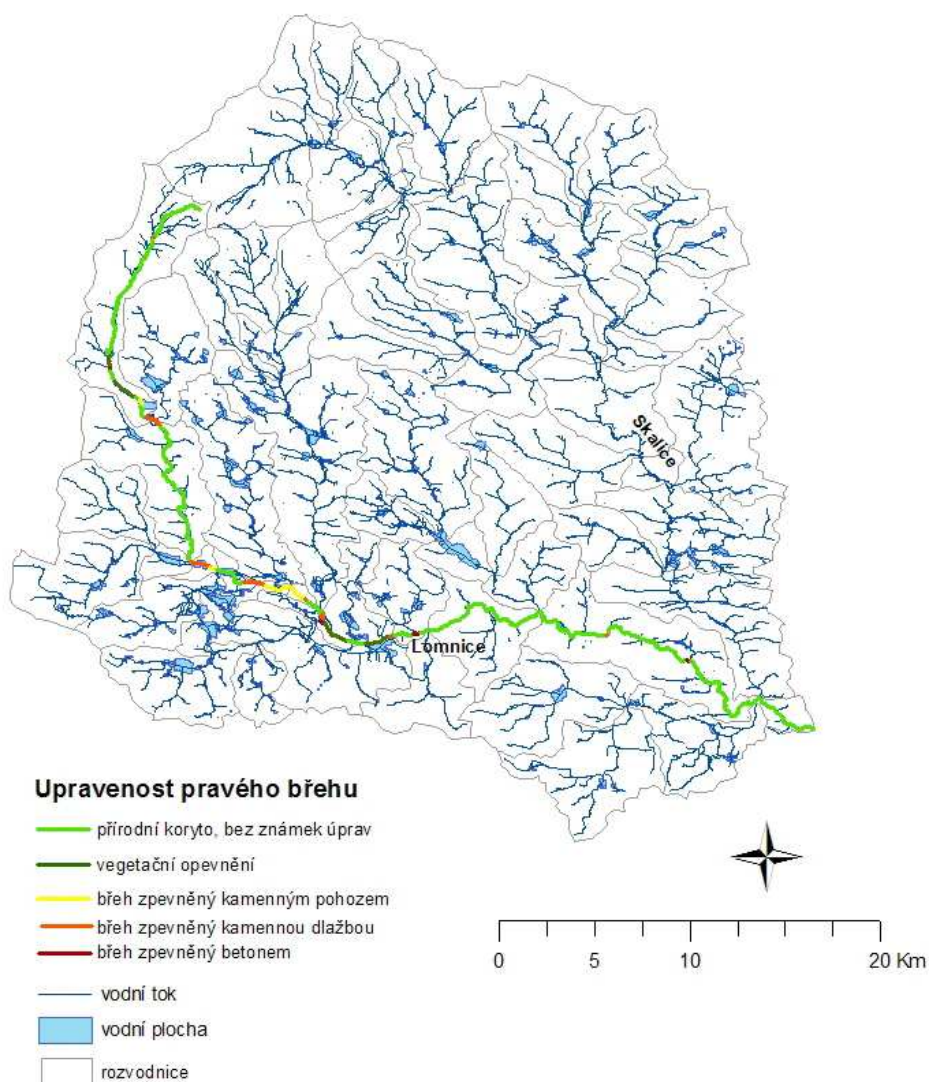 Skalice
Lomnice
Upravenost pravého břehu
přírodní koryto, bez známek úprav
vegetační opevnění
břeh zpevněný kamenným pohozem
břeh zpevněný kamennou dlažbou
břeh zpevněný betonem
vodní tok
vodní plocha
rozvodnice
0 5 10 20 Km